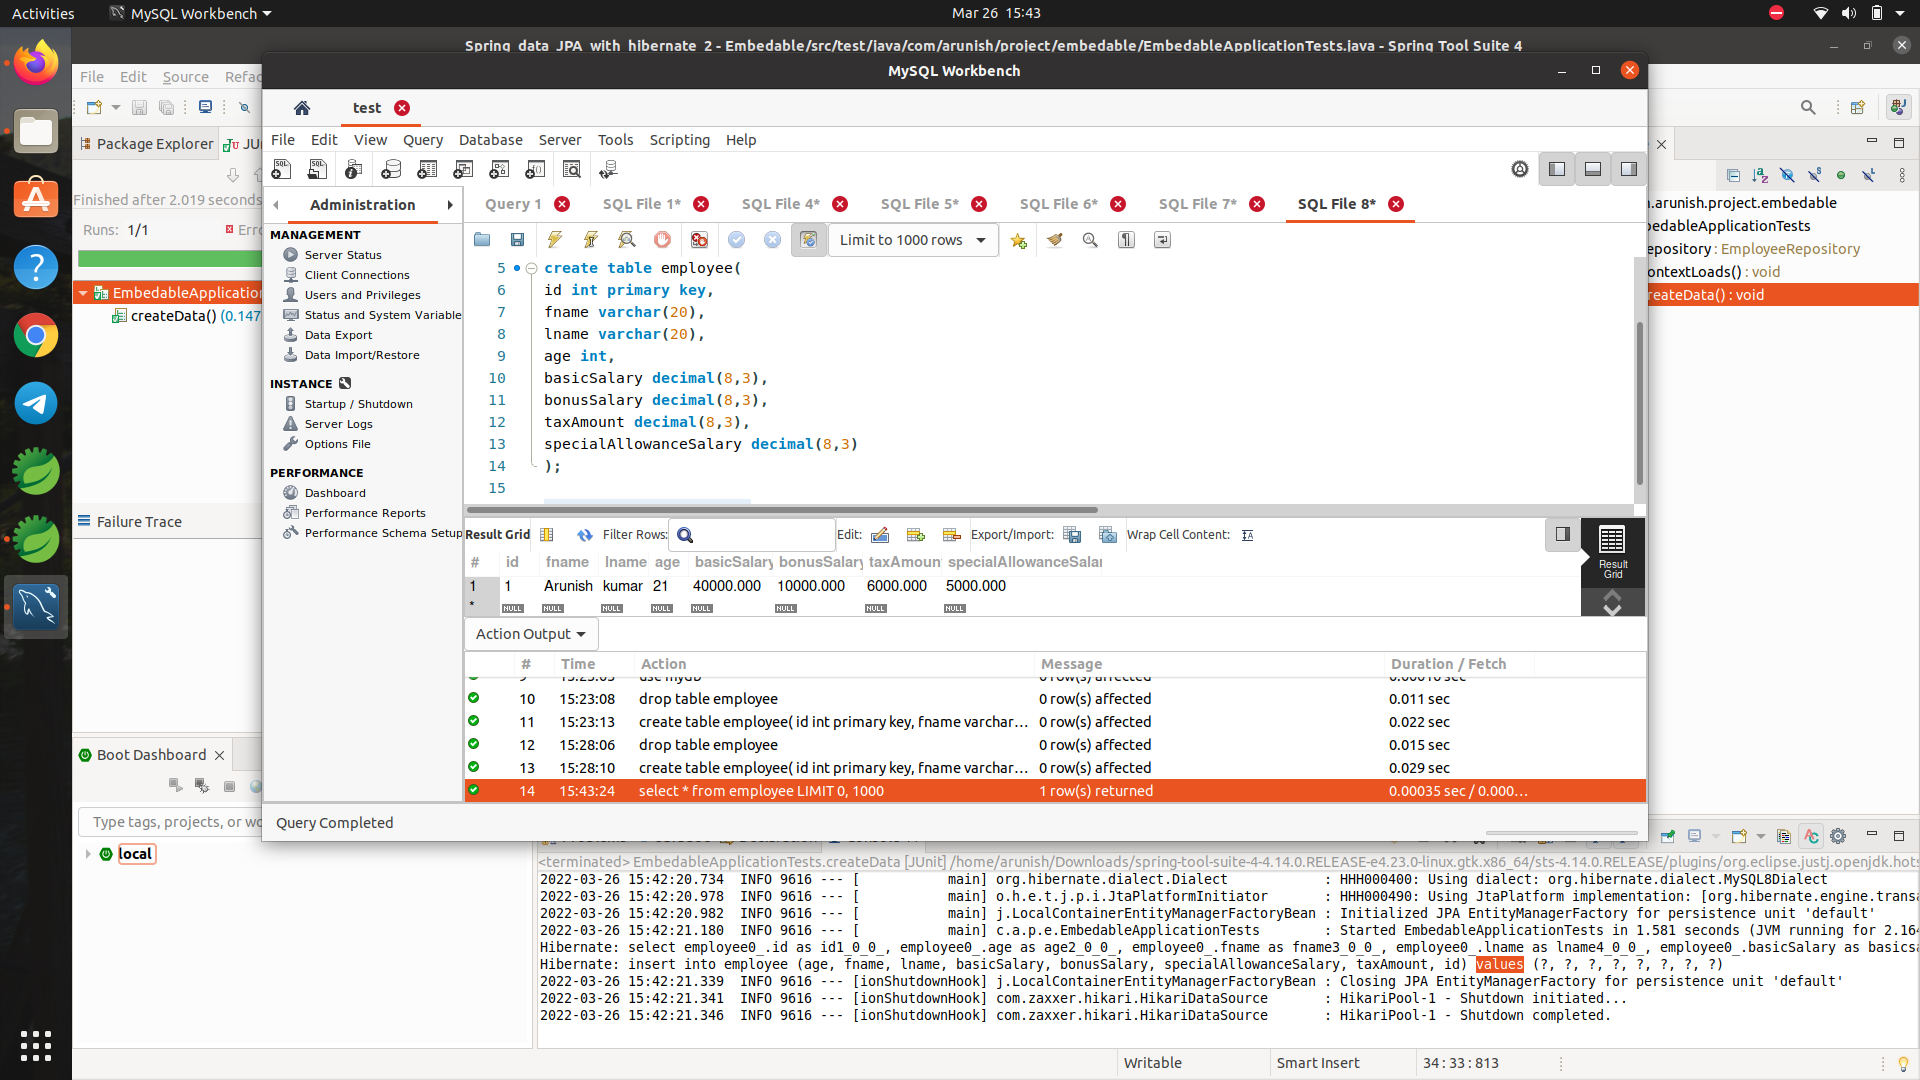 Activities
MySQL Workbench
Mar 26 15:43
Spring_data_JPA_with_hibernate_2 - Embedable/src/test/java/com/arunish/project/embedable/EmbedableApplicationTests.java - Spring Tool Suite 4
MySQL Workbench
File Edit Source Refac
test
File Edit View Query Database Server Tools Scripting Help
Package Explorer
JU
Finished after 2.019 seconds
Runs: 1/1
Erro
EmbedableApplication
createData() (0.147
Failure Trace
Boot Dashboard
Type tags, projects, or wo
local
Administration
MANAGEMENT
Server Status
Client Connections
Users and Privileges
Status and System Variable
Data Export
Data Import/Restore
INSTANCE
Startup / Shutdown
Server Logs
Options File
PERFORMANCE
Dashboard
Performance Reports
Performance Schema Setup
Query 1
SQL File 1*
SQL File 4*
SQL File 5*
SQL File 6*
SQL File 7*
SQL File 8*
Limit to 1000 rows
5 create table employee(
6 id int primary key,
7 fname varchar(20),
8 lname varchar(20),
9 age int,
10 basicSalary decimal(8,3),
11 bonusSalary decimal(8,3),
12 taxAmount decimal(8,3),
13 specialAllowanceSalary decimal(8,3)
14 );
15
Result Grid
Filter Rows:
Edit:
Export/Import:
Wrap Cell Content:
# id fname lname age basicSalary bonusSalary taxAmoun specialAllowanceSalar
1 1 Arunish kumar 21 40000.000 10000.000 6000.000 5000.000
* NULL NULL NULL NULL NULL NULL NULL NULL
Result Grid
Action Output
# Time Action Message Duration / Fetch
9 15:23:05 use mydb 0 row(s) affected
10 15:23:08 drop table employee 0 row(s) affected 0.011 sec
11 15:23:13 create table employee( id int primary key, fname varchar... 0 row(s) affected 0.022 sec
12 15:28:06 drop table employee 0 row(s) affected 0.015 sec
13 15:28:10 create table employee( id int primary key, fname varchar... 0 row(s) affected 0.029 sec
14 15:43:24 select * from employee LIMIT 0, 1000 1 row(s) returned 0.00035 sec / 0.000...
Query Completed
.arunish.project.embedable
bedableApplicationTests
epository : EmployeeRepository
ontextLoads() : void
reateData() : void
<terminated> EmbedableApplicationTests.createData [JUnit] /home/arunish/Downloads/spring-tool-suite-4-4.14.0.RELEASE-e4.23.0-linux.gtk.x86_64/sts-4.14.0.RELEASE/plugins/org.eclipse.justj.openjdk.hots
2022-03-26 15:42:20.734 INFO 9616 --- [ main] org.hibernate.dialect.Dialect : HHH000400: Using dialect: org.hibernate.dialect.MySQL8Dialect
2022-03-26 15:42:20.978 INFO 9616 --- [ main] o.h.e.t.j.p.i.JtaPlatformInitiator : HHH000490: Using JtaPlatform implementation: [org.hibernate.engine.transa
2022-03-26 15:42:20.982 INFO 9616 --- [ main] j.LocalContainerEntityManagerFactoryBean : Initialized JPA EntityManagerFactory for persistence unit 'default'
2022-03-26 15:42:21.180 INFO 9616 --- [ main] c.a.p.e.EmbedableApplicationTests : Started EmbedableApplicationTests in 1.581 seconds (JVM running for 2.164
Hibernate: select employee0_.id as id1_0_0_, employee0_.age as age2_0_0_, employee0_.fname as fname3_0_0_, employee0_.lname as lname4_0_0_, employee0_.basicSalary as basicsa
Hibernate: insert into employee (age, fname, lname, basicSalary, bonusSalary, specialAllowanceSalary, taxAmount, id) values (?, ?, ?, ?, ?, ?, ?, ?)
2022-03-26 15:42:21.339 INFO 9616 --- [ionShutdownHook] j.LocalContainerEntityManagerFactoryBean : Closing JPA EntityManagerFactory for persistence unit 'default'
2022-03-26 15:42:21.341 INFO 9616 --- [ionShutdownHook] com.zaxxer.hikari.HikariDataSource : HikariPool-1 - Shutdown initiated...
2022-03-26 15:42:21.346 INFO 9616 --- [ionShutdownHook] com.zaxxer.hikari.HikariDataSource : HikariPool-1 - Shutdown completed.
Writable
Smart Insert
34 : 33 : 813